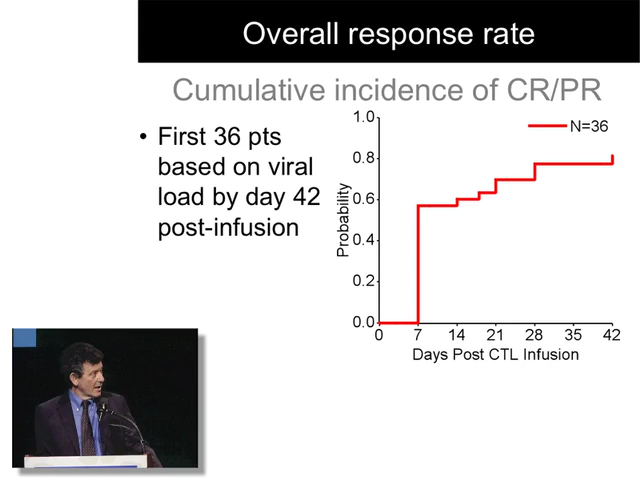 Overall response rate
Cumulative incidence of CR/PR
• First 36 pts
based on viral
load by day 42
post-infusion
N=36
Probability
1.0
0.8
0.6
0.4
0.2
0.0
0 7 14 21 28 35 42
Days Post CTL Infusion